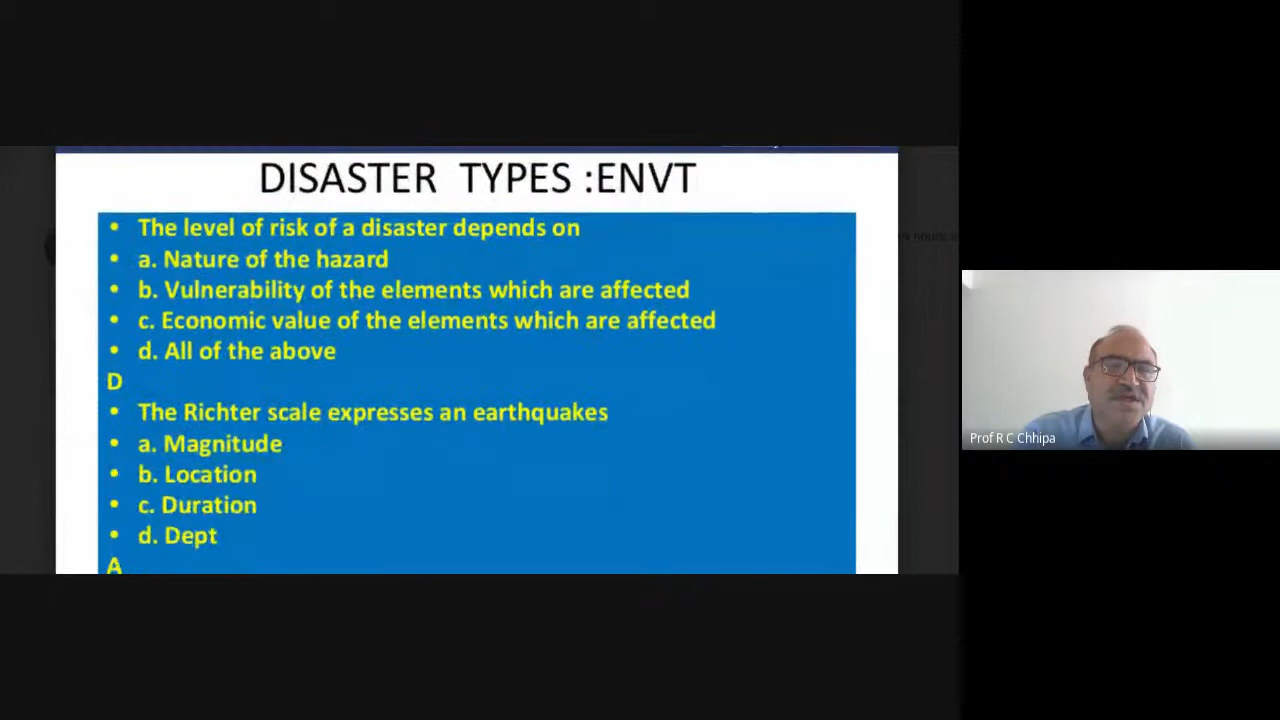 DISASTER TYPES :ENVT
• The level of risk of a disaster depends on
• a. Nature of the hazard
• b. Vulnerability of the elements which are affected
• c. Economic value of the elements which are affected
• d. All of the above
D
• The Richter scale expresses an earthquakes
• a. Magnitude
• b. Location
• c. Duration
• d. Dept
A
Prof R C Chhipa